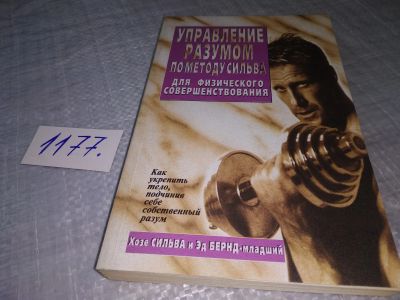 УПРАВЛЕНИЕ
РАЗУМОМ
ПО МЕТОДУ СИЛЬВА
ДЛЯ ФИЗИЧЕСКОГО
СОВЕРШЕНСТВОВАНИЯ
1177.
Как
укрепить
тело,
подчинив
себе
собственный
разум
Хозе СИЛЬВА и Эд БЕРНД-младший